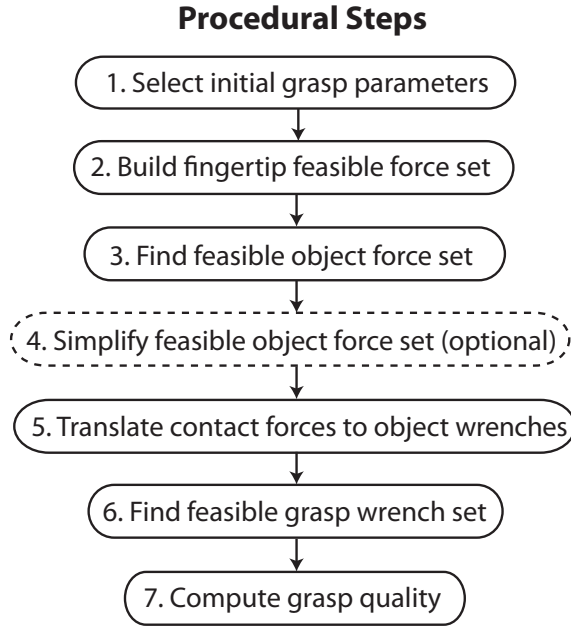 Procedural Steps
1. Select initial grasp parameters
2. Build fingertip feasible force set
3. Find feasible object force set
4. Simplify feasible object force set (optional)
5. Translate contact forces to object wrenches
6. Find feasible grasp wrench set
7. Compute grasp quality